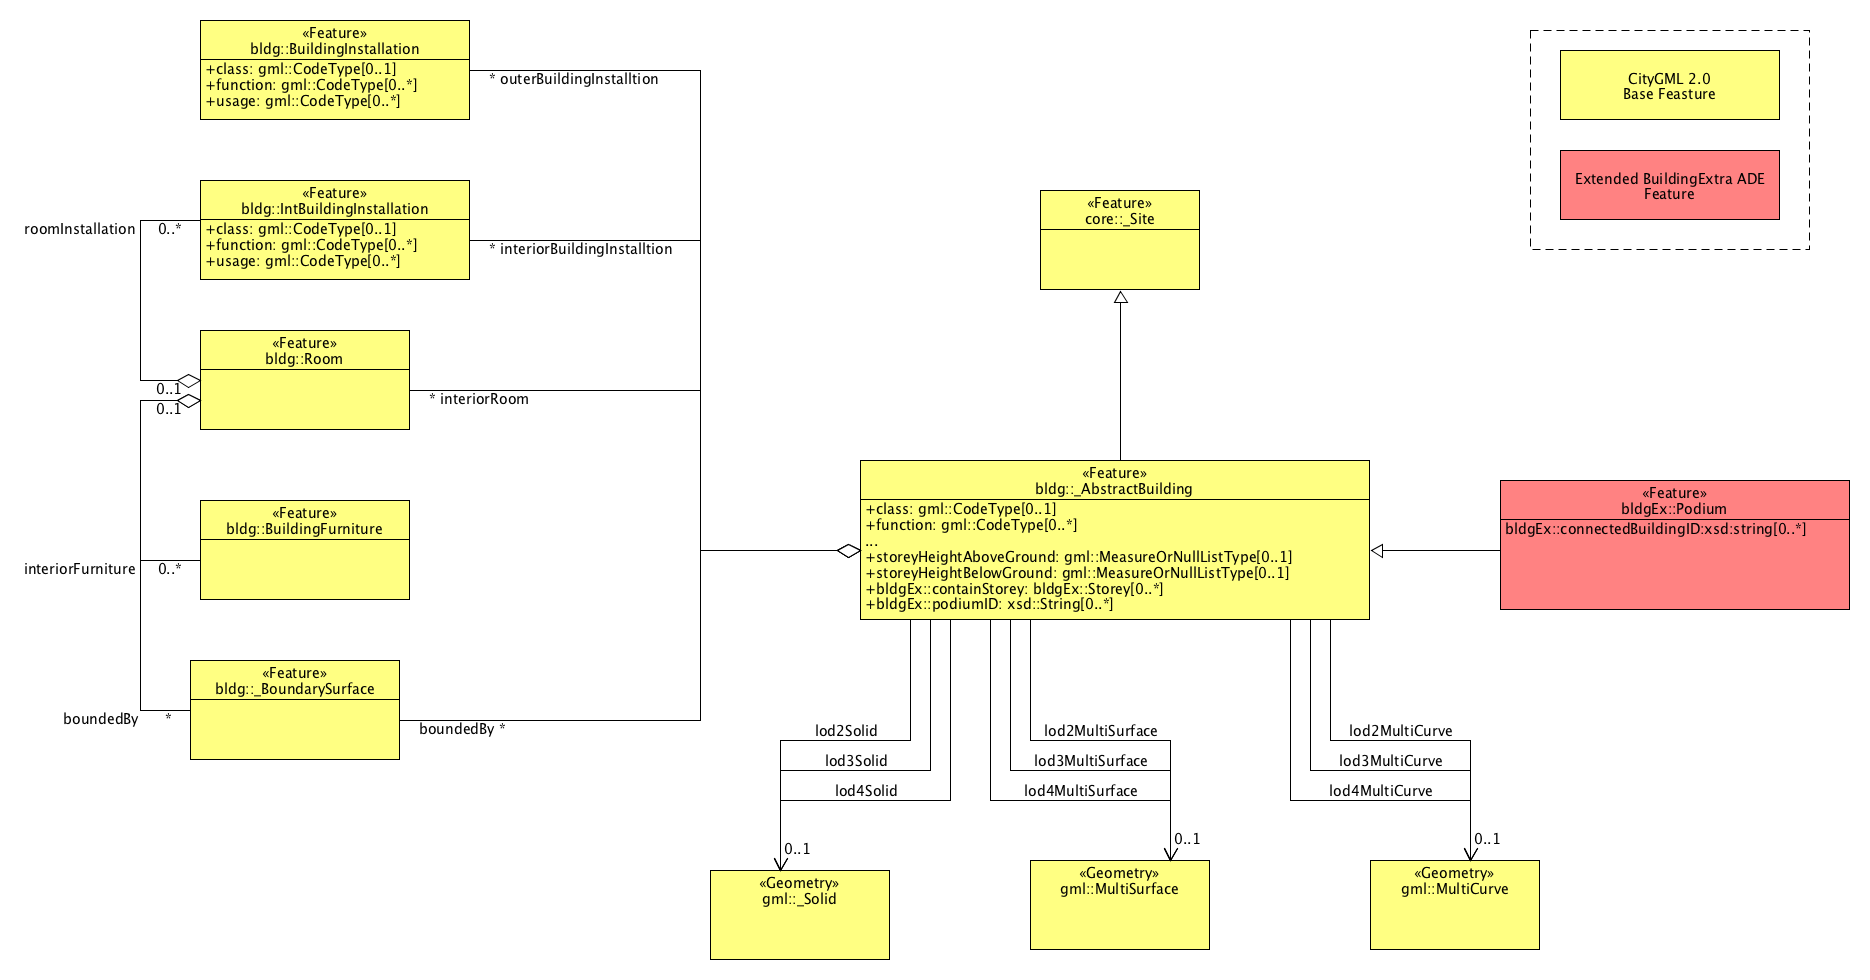 «Feature»
bldg::BuildingInstallation
+class: gml::CodeType[0..1]
+function: gml::CodeType[0..*]
+usage: gml::CodeType[0..*]
* outerBuildingInstalltion
«Feature»
bldg::IntBuildingInstallation
+class: gml::CodeType[0..1]
+function: gml::CodeType[0..*]
+usage: gml::CodeType[0..*]
roomInstallation
0..*
* interiorBuildingInstalltion
«Feature»
bldg::Room
0..1
0..1
* interiorRoom
«Feature»
bldg::BuildingFurniture
interiorFurniture
0..*
«Feature»
bldg::_BoundarySurface
boundedBy
*
boundedBy *
«Feature»
core::_Site
CityGML 2.0
Base Feasture
Extended BuildingExtra ADE
Feature
«Feature»
bldg::_AbstractBuilding
+class: gml::CodeType[0..1]
+function: gml::CodeType[0..*]
...
+storeyHeightAboveGround: gml::MeasureOrNullListType[0..1]
+storeyHeightBelowGround: gml::MeasureOrNullListType[0..1]
+bldgEx::containStorey: bldgEx::Storey[0..*]
+bldgEx::podiumID: xsd::String[0..*]
«Feature»
bldgEx::Podium
bldgEx::connectedBuildingID:xsd:string[0..*]
lod2Solid
lod3Solid
lod4Solid
0..1
«Geometry»
gml::_Solid
lod2MultiSurface
lod3MultiSurface
lod4MultiSurface
0..1
«Geometry»
gml::MultiSurface
lod2MultiCurve
lod3MultiCurve
lod4MultiCurve
0..1
«Geometry»
gml::MultiCurve